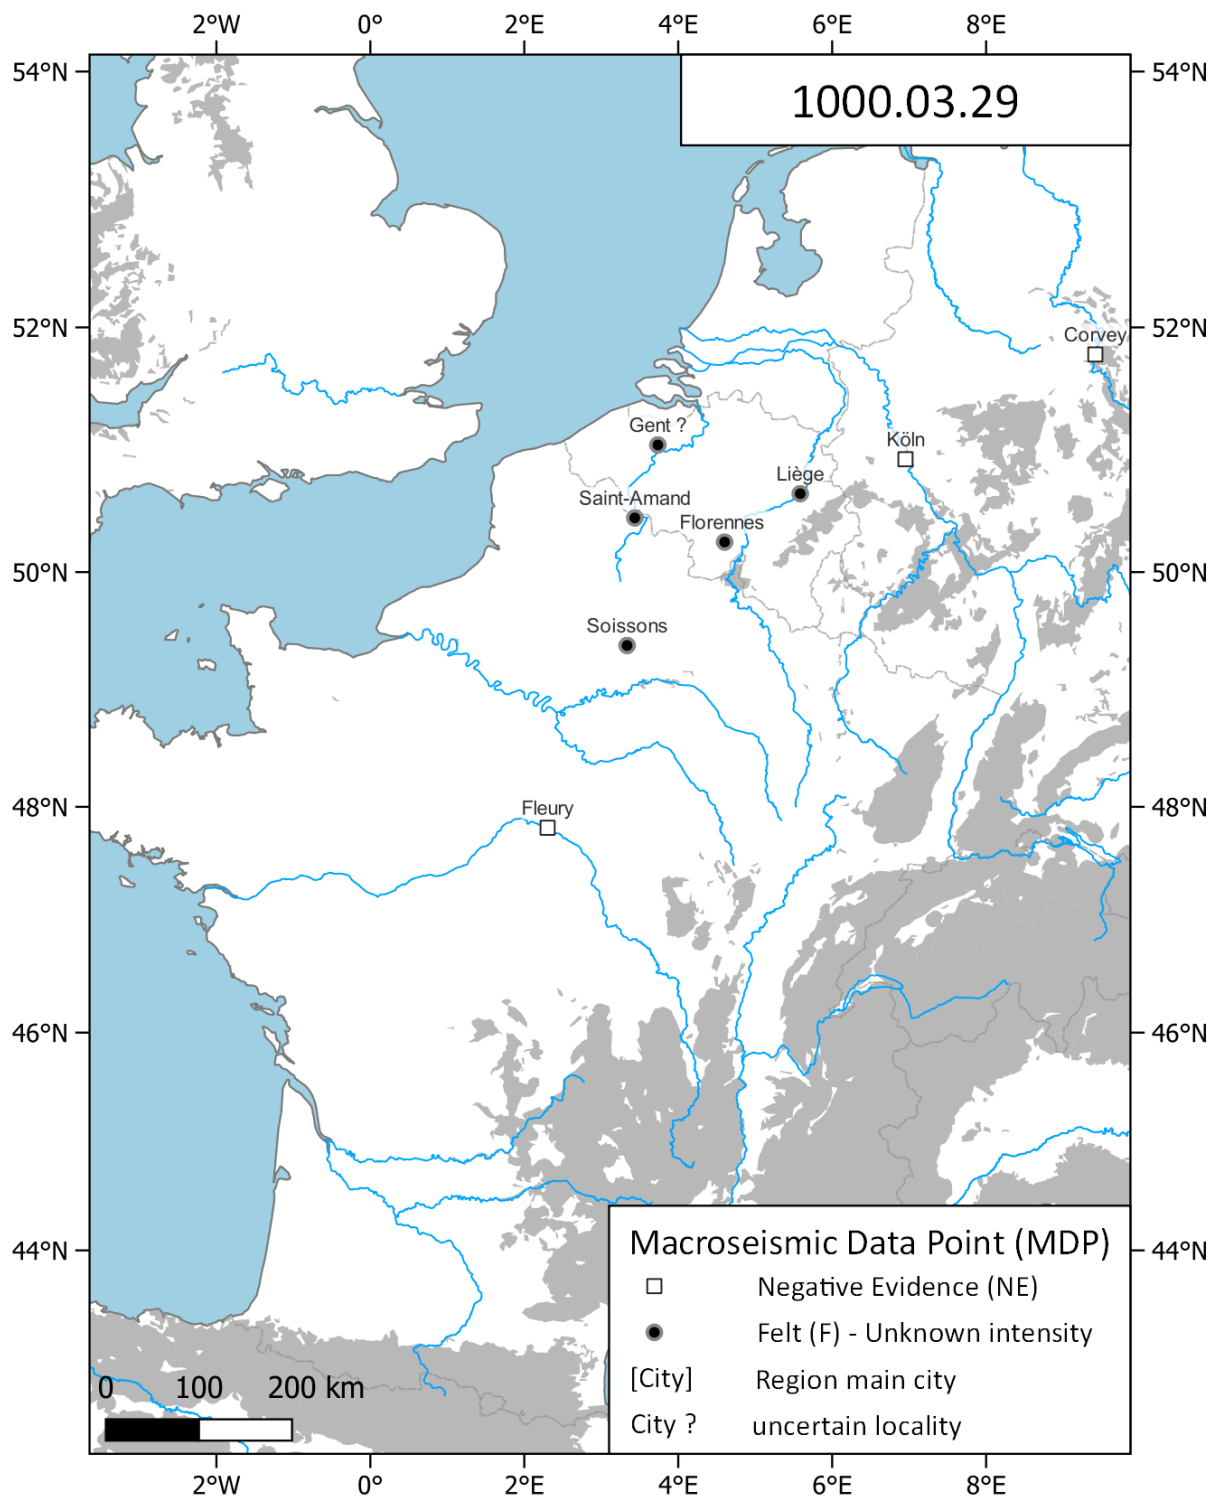 2°W 0° 2°E 4°E 6°E 8°E
54°N 54°N
1000.03.29
52°N 52°N
Corvey
Gent ?
Köln
Liège
Saint-Amand
Florennes
50°N 50°N
Soissons
48°N 48°N
Fleury
46°N 46°N
44°N 44°N
Macroseismic Data Point (MDP)
Negative Evidence (NE)
Felt (F) - Unknown intensity
[City] Region main city
City ? uncertain locality
0 100 200 km
2°W 0° 2°E 4°E 6°E 8°E